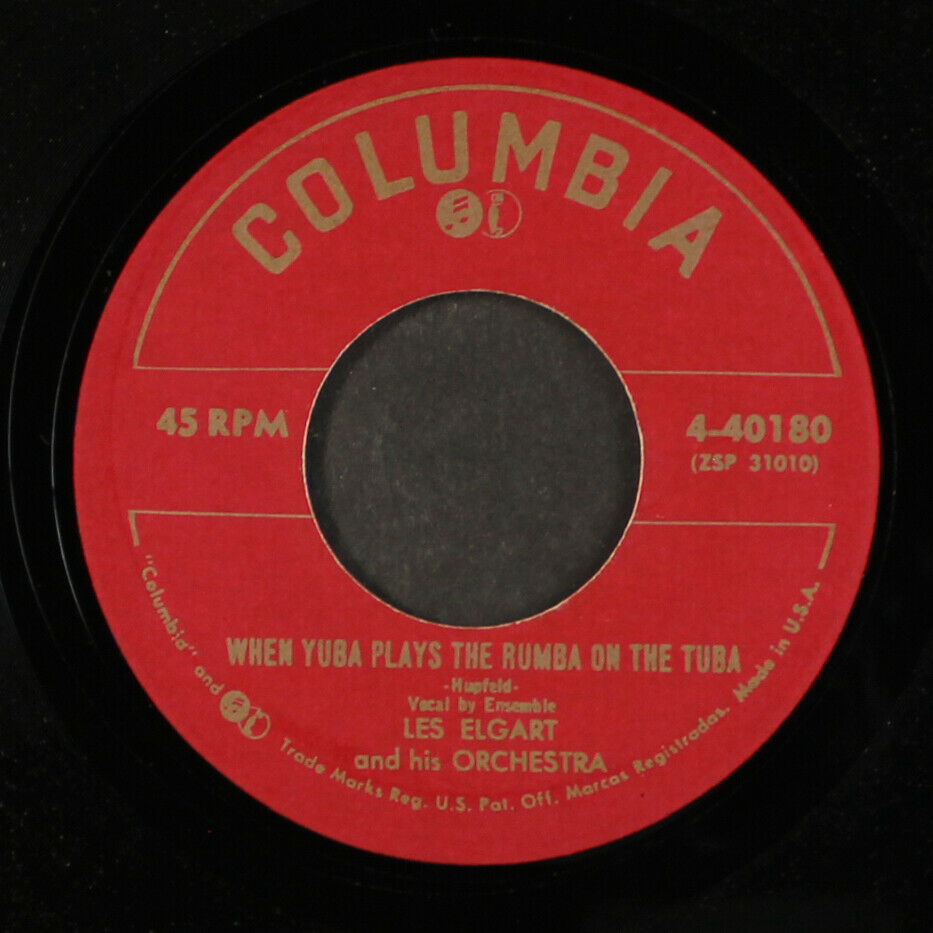 COLUMBIA
45 RPM
4-40180
(ZSP 31010)
WHEN YUBA PLAYS THE RUMBA ON THE TUBA
-Hupfeld-
Vocal by Ensemble
LES ELGART
and his ORCHESTRA
"Columbia" and Trade Marks Reg. U.S. Pat. Off. Marcas Registradas. Made in U.S.A.